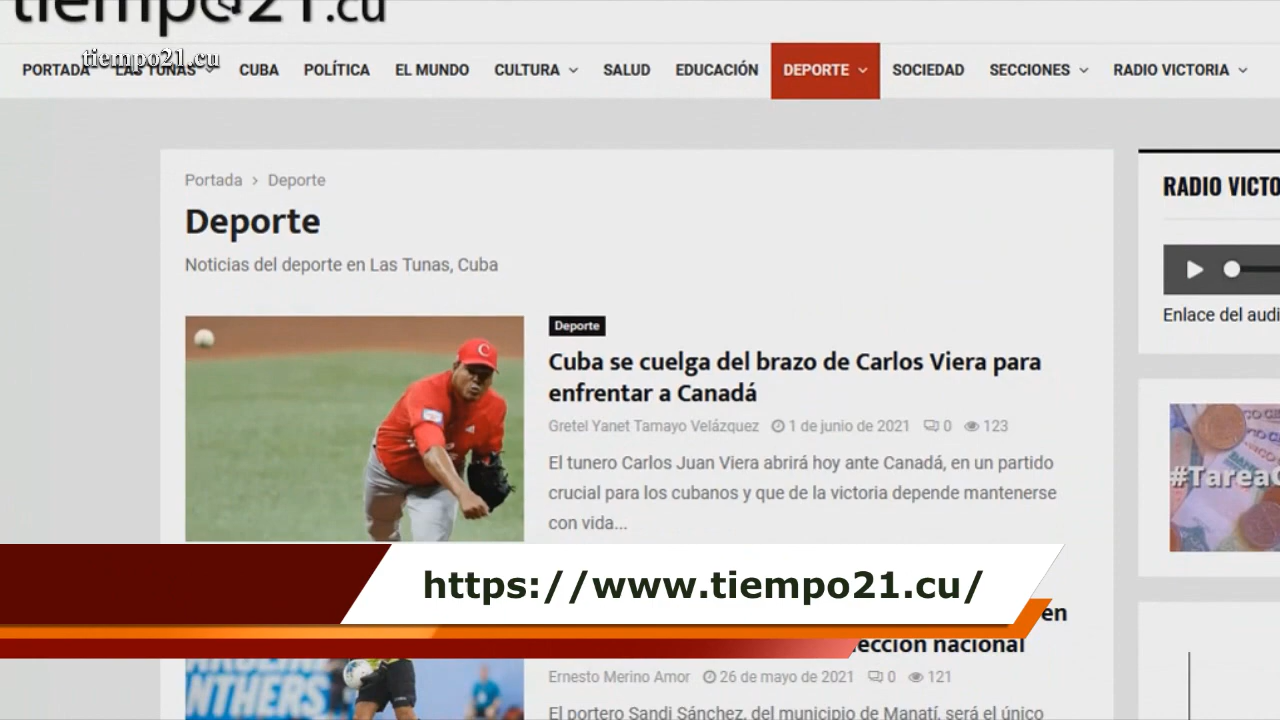 tiempo21.cu
tiempo21.cu
PORTADA LAS TUNAS CUBA POLÍTICA EL MUNDO CULTURA SALUD EDUCACIÓN DEPORTE SOCIEDAD SECCIONES RADIO VICTORIA
Portada > Deporte
Deporte
Noticias del deporte en Las Tunas, Cuba
Deporte
Cuba se cuelga del brazo de Carlos Viera para
enfrentar a Canadá
Gretel Yanet Tamayo Velázquez 1 de junio de 2021 0 123
El tunero Carlos Juan Viera abrirá hoy ante Canadá, en un partido
crucial para los cubanos y que de la victoria depende mantenerse
con vida...
C
https://www.tiempo21.cu/
en
lección nacional
Ernesto Merino Amor 26 de mayo de 2021 0 121
El portero Sandi Sánchez, del municipio de Manatí, será el único
NTHERS
RADIO VICTO
Enlace del audi
#TareaO